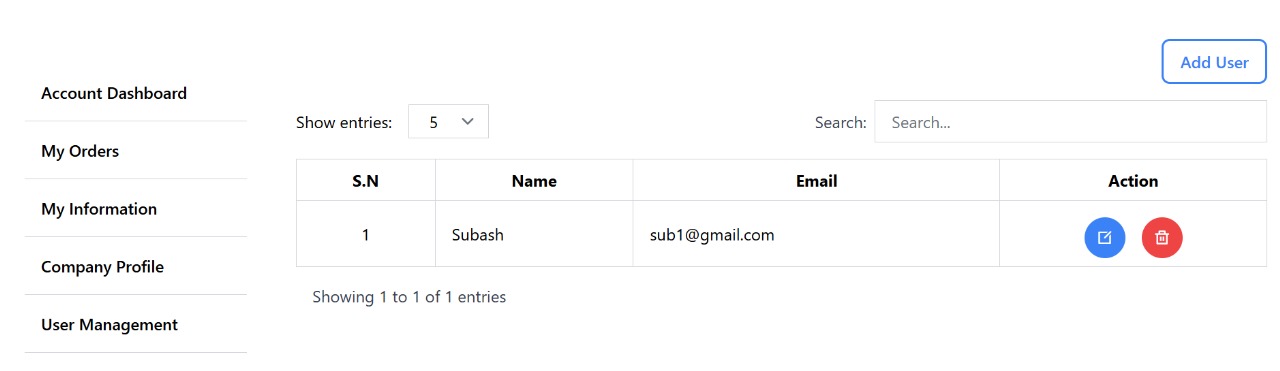 Add User
Account Dashboard
My Orders
My Information
Company Profile
User Management
Show entries: 5
Search: Search...
S.N Name Email Action
1 Subash sub1@gmail.com
Showing 1 to 1 of 1 entries